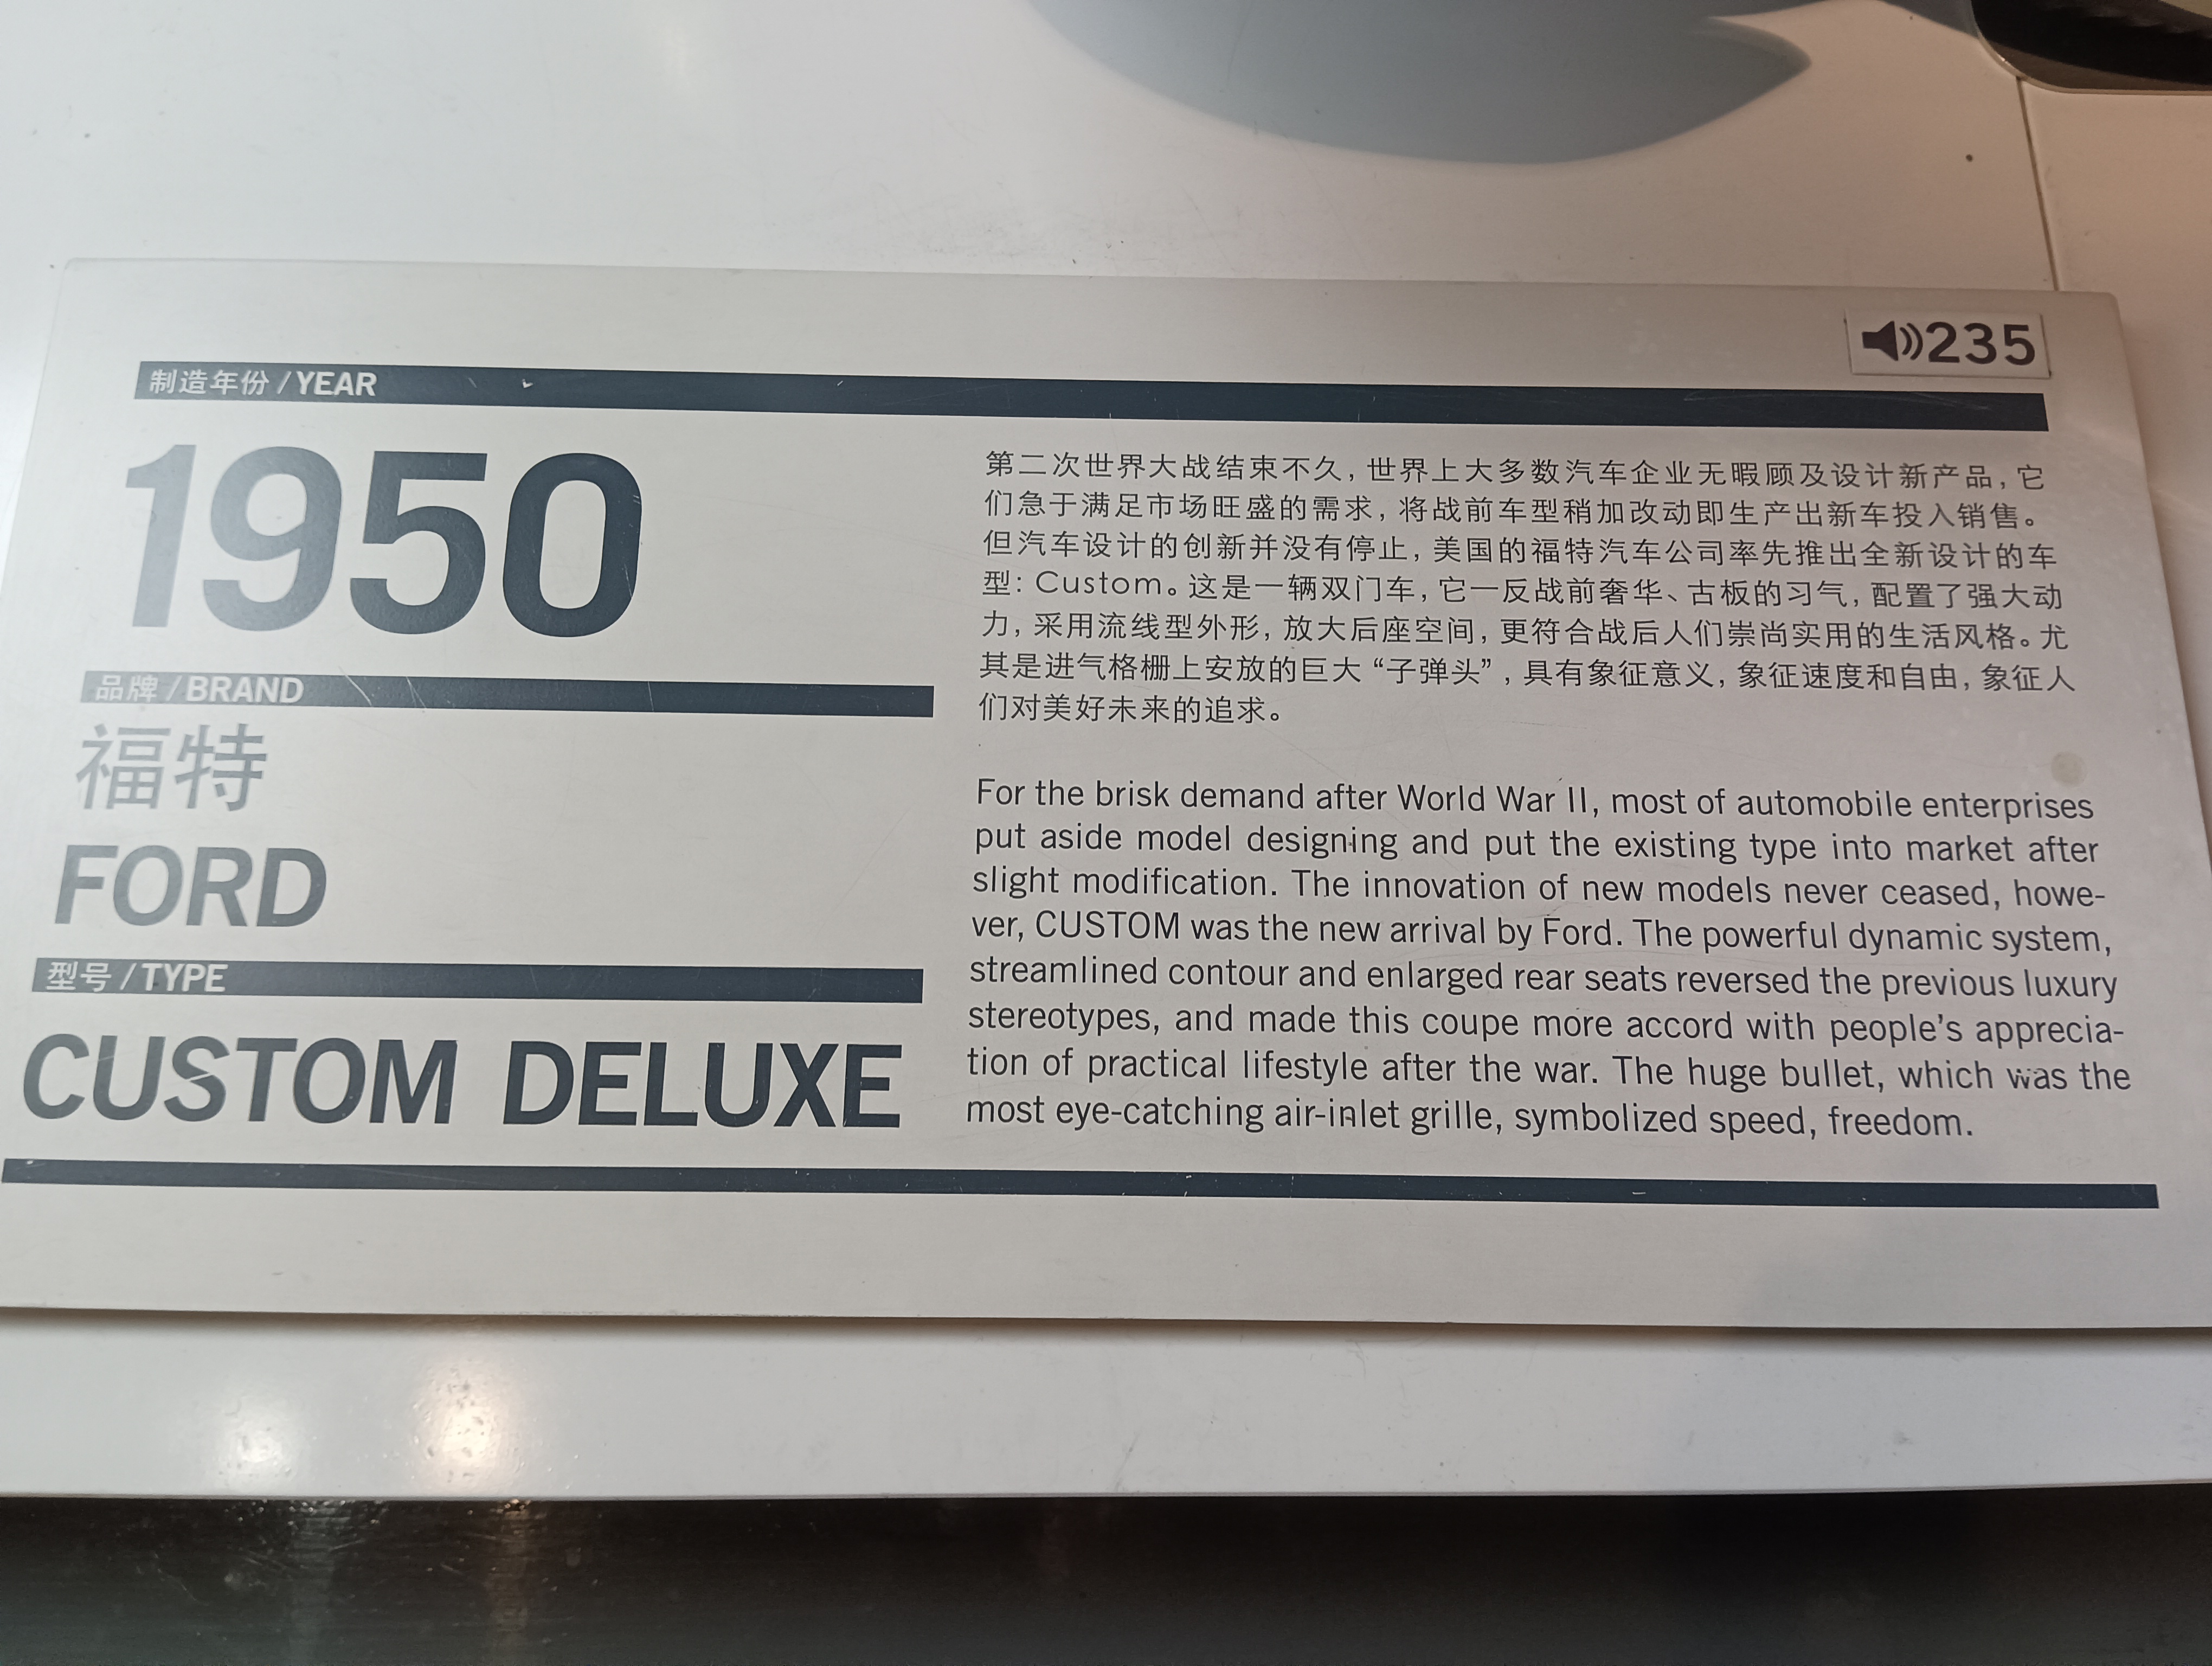 235
制造年份 / YEAR
1950
品牌 / BRAND
福特
FORD
型号 / TYPE
CUSTOM DELUXE
第二次世界大战结束不久，世界上大多数汽车企业无暇顾及设计新产品，它
们急于满足市场旺盛的需求，将战前车型稍加改动即生产出新车投入销售。
但汽车设计的创新并没有停止，美国的福特汽车公司率先推出全新设计的车
型：Custom。这是一辆双门车，它一反战前奢华、古板的习气，配置了强大动
力，采用流线型外形，放大后座空间，更符合战后人们崇尚实用的生活风格。尤
其是进气格栅上安放的巨大“子弹头”，具有象征意义，象征速度和自由，象征人
们对美好未来的追求。
For the brisk demand after World War II, most of automobile enterprises
put aside model designing and put the existing type into market after
slight modification. The innovation of new models never ceased, howe-
ver, CUSTOM was the new arrival by Ford. The powerful dynamic system,
streamlined contour and enlarged rear seats reversed the previous luxury
stereotypes, and made this coupe more accord with people's apprecia-
tion of practical lifestyle after the war. The huge bullet, which was the
most eye-catching air-inlet grille, symbolized speed, freedom.